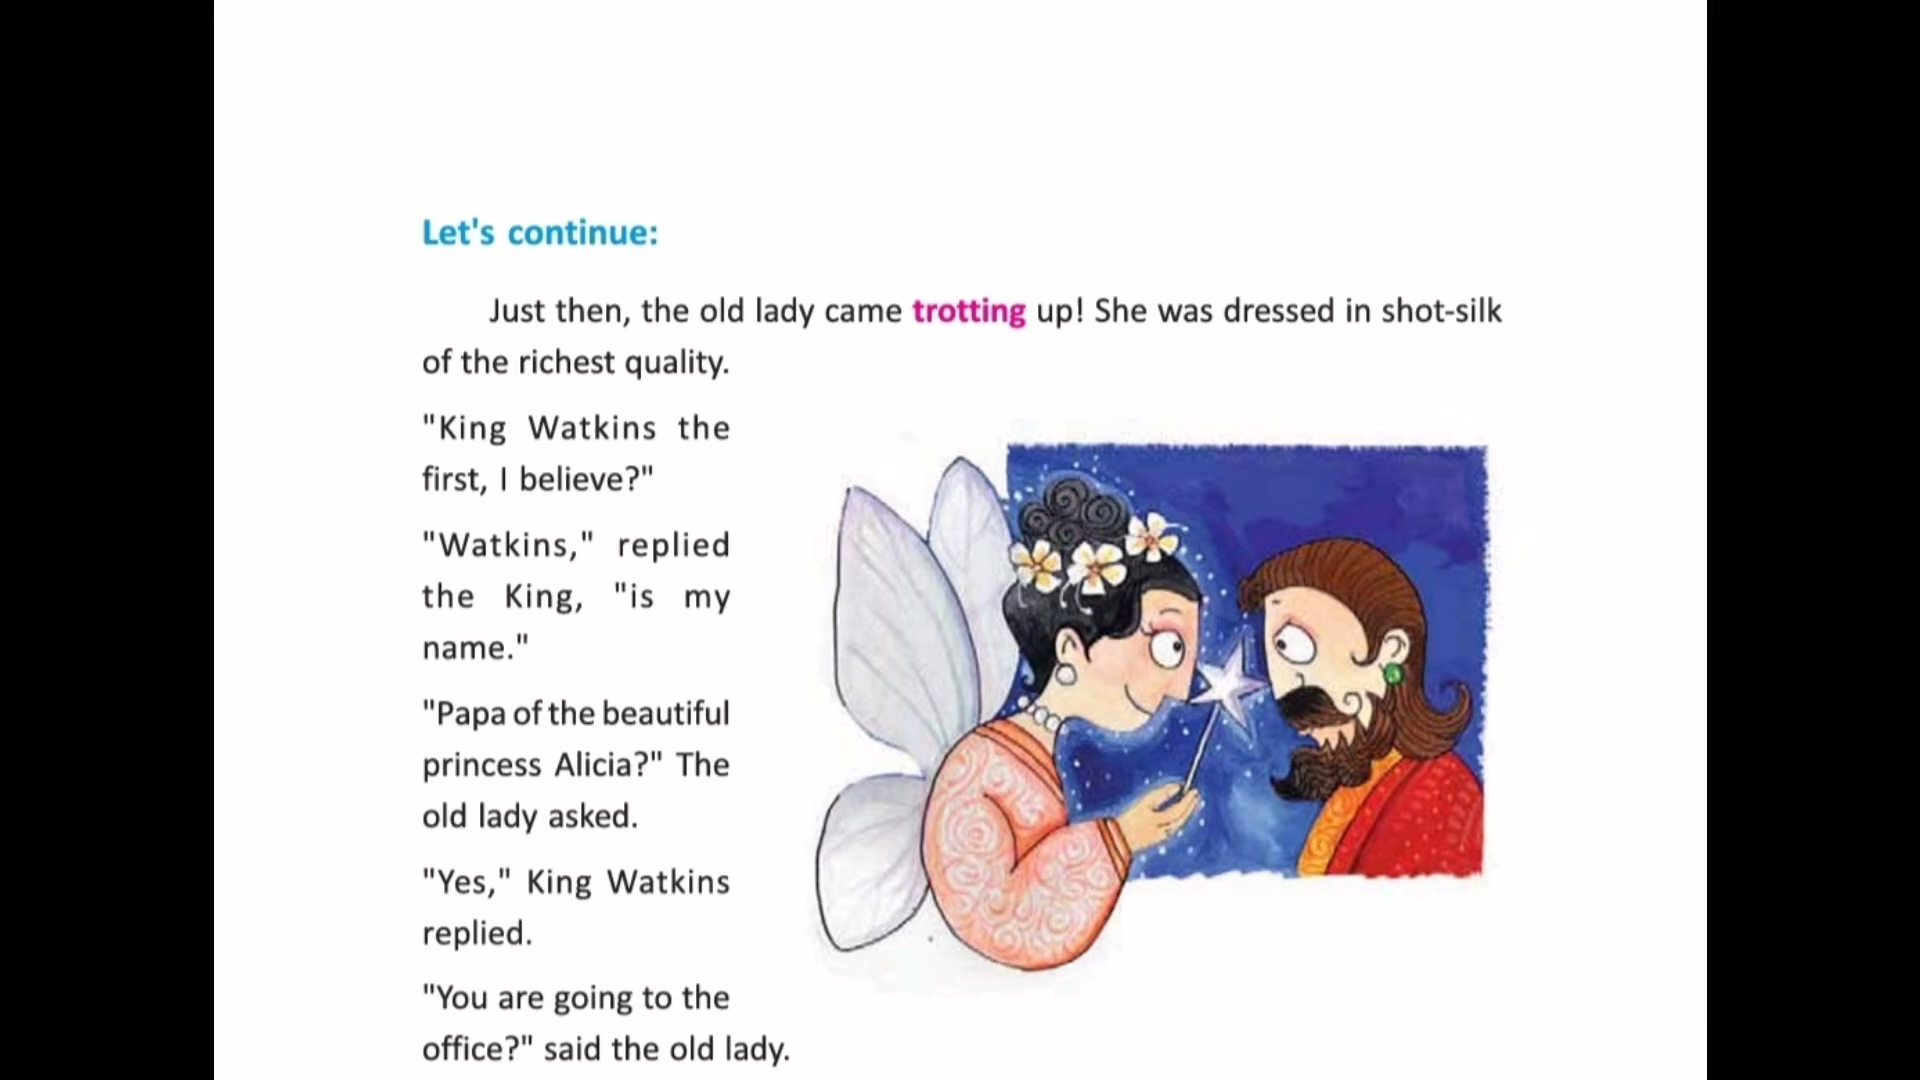 Let's continue:
Just then, the old lady came trotting up! She was dressed in shot-silk
of the richest quality.
"King Watkins the
first, I believe?"
"Watkins," replied
the King, "is my
name."
"Papa of the beautiful
princess Alicia?" The
old lady asked.
"Yes," King Watkins
replied.
"You are going to the
office?" said the old lady.